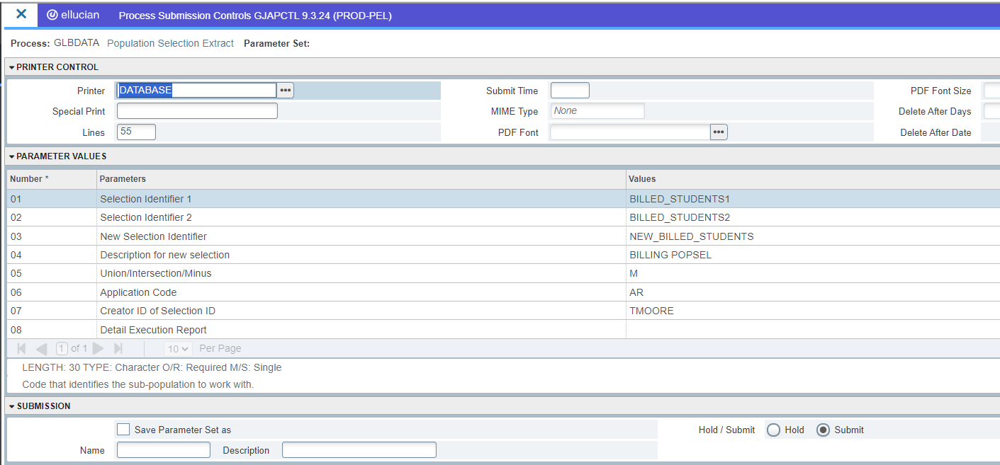 ellucian Process Submission Controls GJAPCTL 9.3.24 (PROD-PEL)
Process: GLBDATA Population Selection Extract Parameter Set:
PRINTER CONTROL
Printer DATABASE Submit Time PDF Font Size
Special Print MIME Type None Delete After Days
Lines 55 PDF Font Delete After Date
PARAMETER VALUES
Number * Parameters Values
01 Selection Identifier 1 BILLED_STUDENTS1
02 Selection Identifier 2 BILLED_STUDENTS2
03 New Selection Identifier NEW_BILLED_STUDENTS
04 Description for new selection BILLING POPSEL
05 Union/Intersection/Minus M
06 Application Code AR
07 Creator ID of Selection ID TMOORE
08 Detail Execution Report
1 of 1 10 Per Page
LENGTH: 30 TYPE: Character O/R: Required M/S: Single
Code that identifies the sub-population to work with.
SUBMISSION
Save Parameter Set as Hold / Submit Hold Submit
Name Description